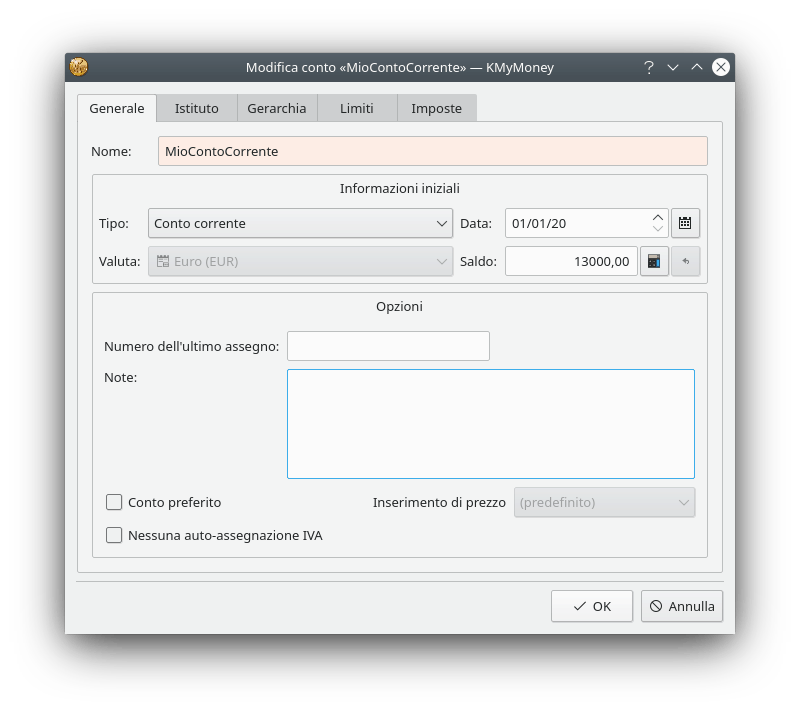 Modifica conto «MioContoCorrente» — KMyMoney
Generale Istituto Gerarchia Limiti Imposte
Nome: MioContoCorrente
Informazioni iniziali
Tipo: Conto corrente Data: 01/01/20
Valuta: Euro (EUR) Saldo: 13000,00
Opzioni
Numero dell'ultimo assegno:
Note:
Conto preferito Inserimento di prezzo (predefinito)
Nessuna auto-assegnazione IVA
OK Annulla